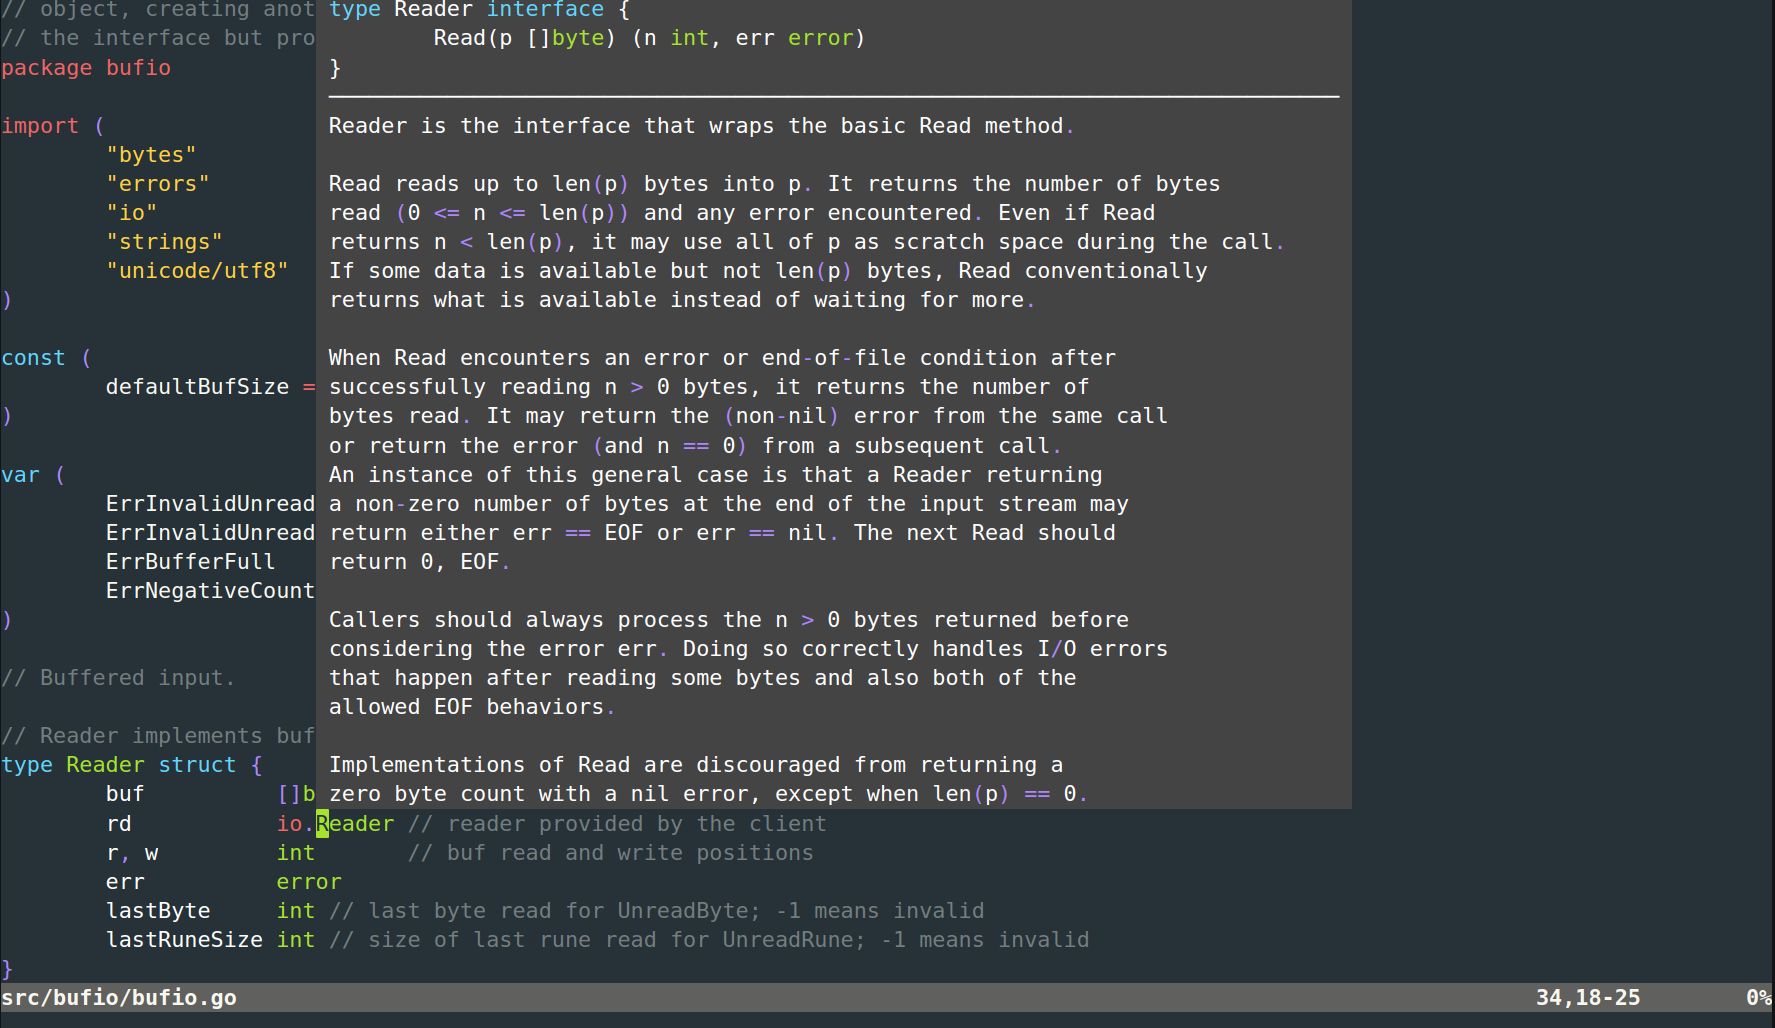 // object, creating anot
// the interface but pro
package bufio
import (
"bytes"
"errors"
"io"
"strings"
"unicode/utf8"
)
const (
defaultBufSize =
)
var (
ErrInvalidUnread
ErrInvalidUnread
ErrBufferFull
ErrNegativeCount
)
// Buffered input.
// Reader implements buf
type Reader struct {
buf []b
type Reader interface {
Read(p []byte) (n int, err error)
}
Reader is the interface that wraps the basic Read method.
Read reads up to len(p) bytes into p. It returns the number of bytes
read (0 <= n <= len(p)) and any error encountered. Even if Read
returns n < len(p), it may use all of p as scratch space during the call.
If some data is available but not len(p) bytes, Read conventionally
returns what is available instead of waiting for more.
When Read encounters an error or end-of-file condition after
successfully reading n > 0 bytes, it returns the number of
bytes read. It may return the (non-nil) error from the same call
or return the error (and n == 0) from a subsequent call.
An instance of this general case is that a Reader returning
a non-zero number of bytes at the end of the input stream may
return either err == EOF or err == nil. The next Read should
return 0, EOF.
Callers should always process the n > 0 bytes returned before
considering the error err. Doing so correctly handles I/O errors
that happen after reading some bytes and also both of the
allowed EOF behaviors.
Implementations of Read are discouraged from returning a
zero byte count with a nil error, except when len(p) == 0.
rd io.Reader // reader provided by the client
r, w int // buf read and write positions
err error
lastByte int // last byte read for UnreadByte; -1 means invalid
lastRuneSize int // size of last rune read for UnreadRune; -1 means invalid
}
src/bufio/bufio.go 34,18-25 0%